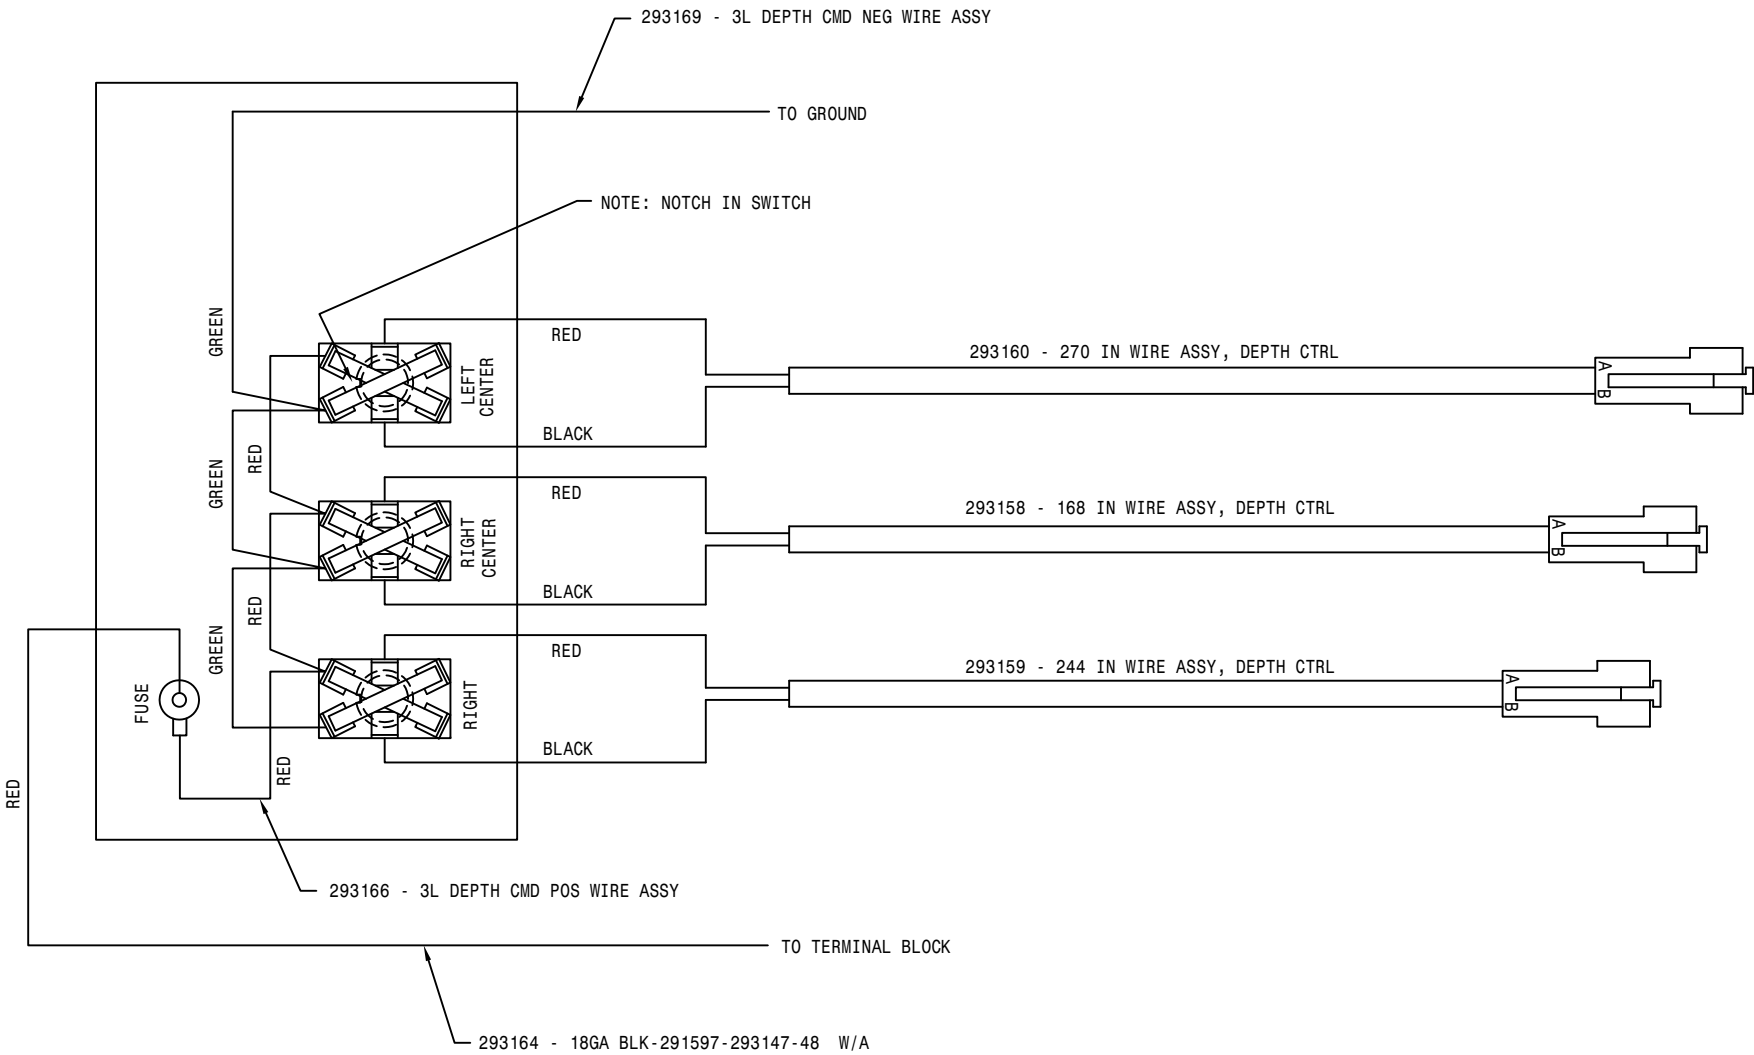 293169 - 3L DEPTH CMD NEG WIRE ASSY
TO GROUND
NOTE: NOTCH IN SWITCH
GREEN
RED
LEFT
CENTER
293160 - 270 IN WIRE ASSY, DEPTH CTRL
A
B
BLACK
RED
GREEN
RED
RIGHT
CENTER
293158 - 168 IN WIRE ASSY, DEPTH CTRL
A
B
BLACK
RED
GREEN
RED
RIGHT
293159 - 244 IN WIRE ASSY, DEPTH CTRL
A
B
FUSE
BLACK
RED
RED
293166 - 3L DEPTH CMD POS WIRE ASSY
TO TERMINAL BLOCK
293164 - 18GA BLK-291597-293147-48 W/A